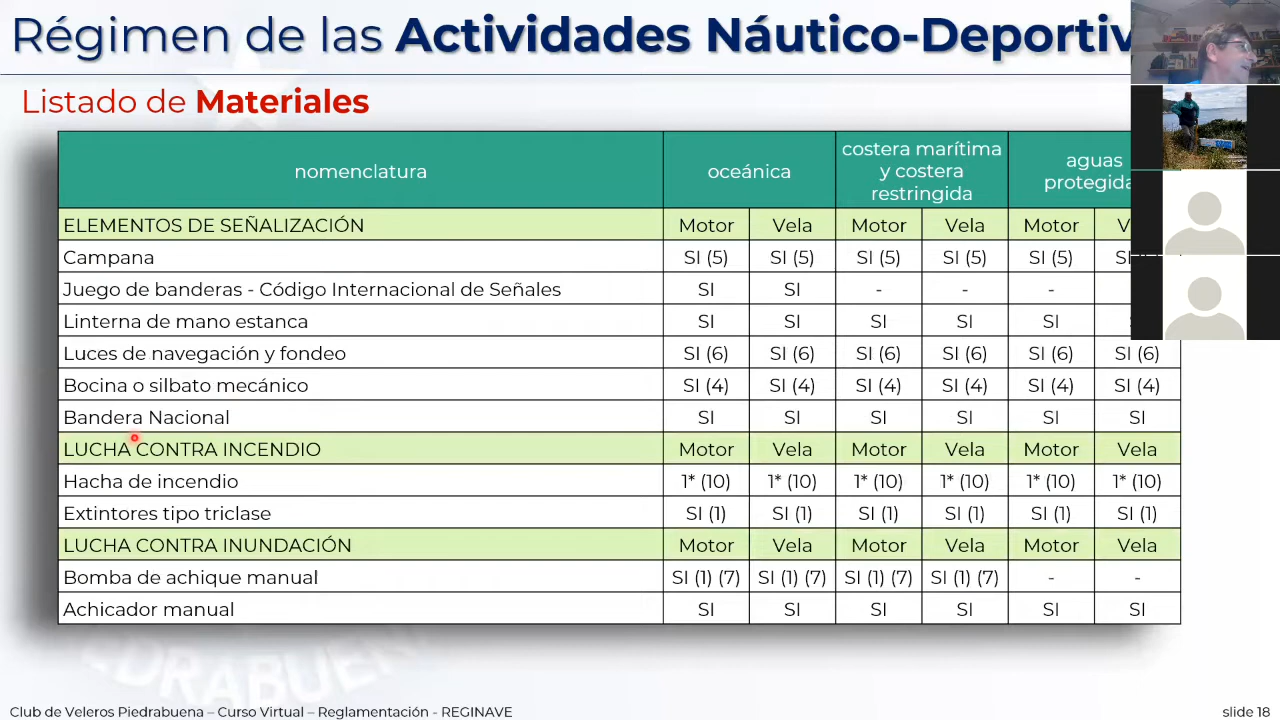 Régimen de las Actividades Náutico-Deportiv
Listado de Materiales
nomenclatura oceánica costera marítima y costera restringida aguas protegida
ELEMENTOS DE SEÑALIZACIÓN Motor Vela Motor Vela Motor V
Campana SI (5) SI (5) SI (5) SI (5) SI (5) SI
Juego de banderas - Código Internacional de Señales SI SI - - -
Linterna de mano estanca SI SI SI SI SI
Luces de navegación y fondeo SI (6) SI (6) SI (6) SI (6) SI (6) SI (6)
Bocina o silbato mecánico SI (4) SI (4) SI (4) SI (4) SI (4) SI (4)
Bandera Nacional SI SI SI SI SI SI
LUCHA CONTRA INCENDIO Motor Vela Motor Vela Motor Vela
Hacha de incendio 1* (10) 1* (10) 1* (10) 1* (10) 1* (10) 1* (10)
Extintores tipo triclase SI (1) SI (1) SI (1) SI (1) SI (1) SI (1)
LUCHA CONTRA INUNDACIÓN Motor Vela Motor Vela Motor Vela
Bomba de achique manual SI (1) (7) SI (1) (7) SI (1) (7) SI (1) (7) - -
Achicador manual SI SI SI SI SI SI
Club de Veleros Piedrabuena – Curso Virtual – Reglamentación - REGINAVE slide 18